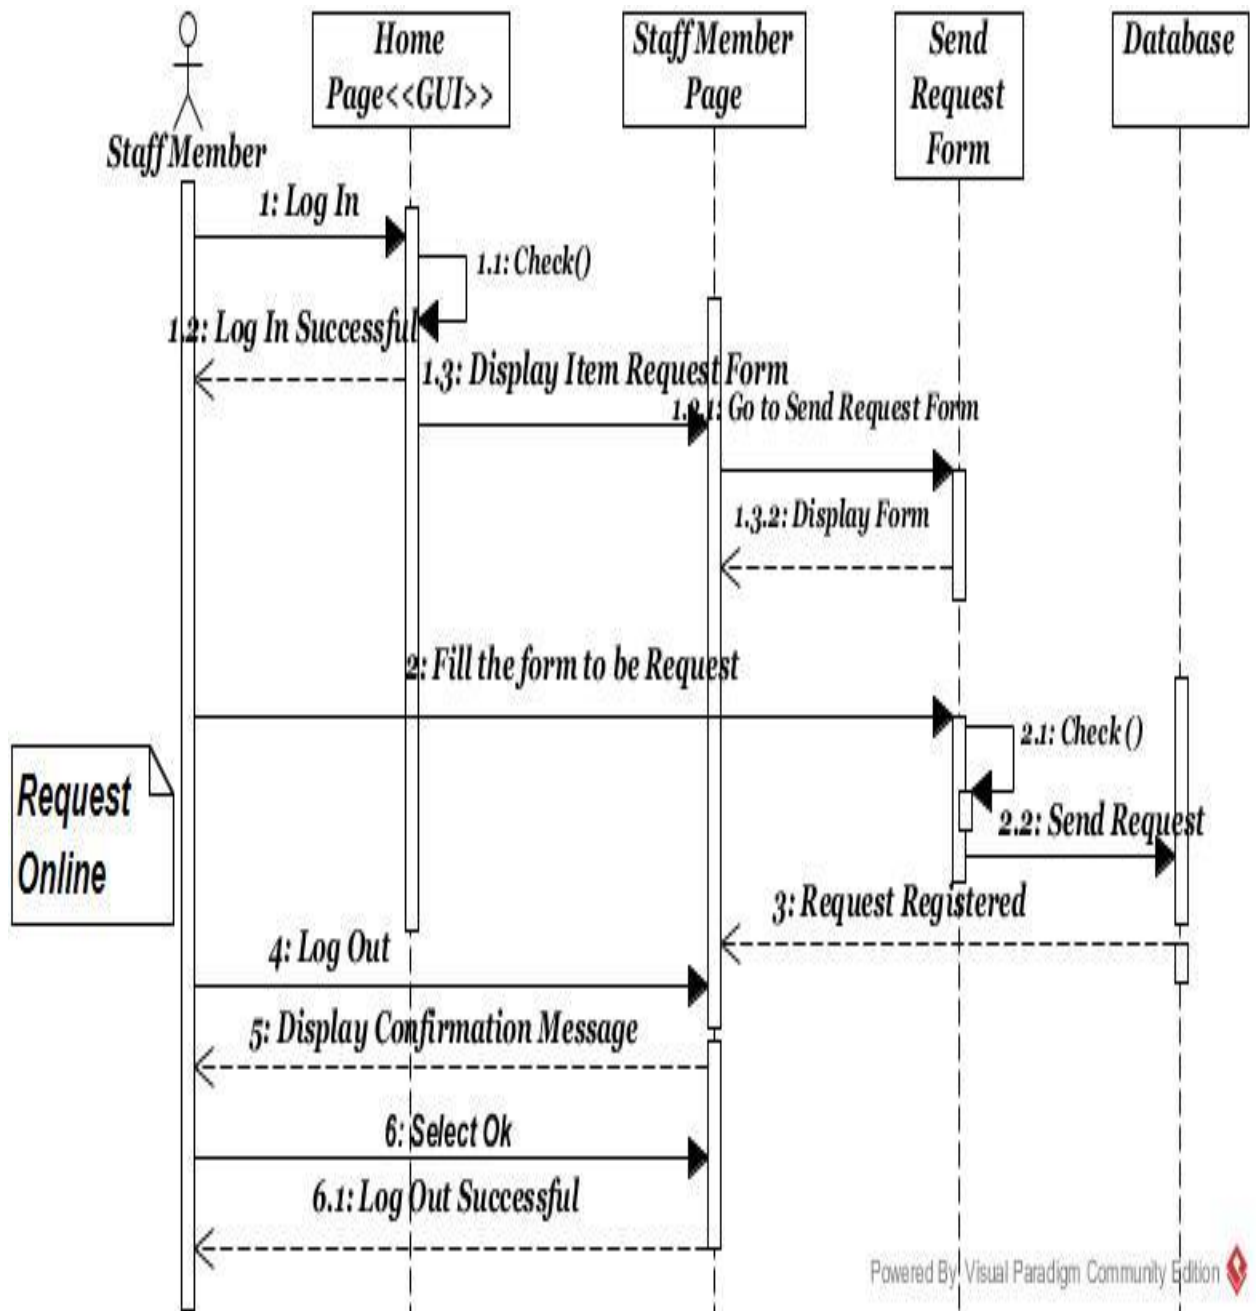 Home
Page<<GUI>>
Staff Member
Page
Send
Request
Form
Database
Staff Member
1: Log In
1.1: Check()
1.2: Log In Successful
1.3: Display Item Request Form
Go to Send Request Form
1.3.2: Display Form
2: Fill the form to be Request
2.1: Check ()
Request
Online
2.2: Send Request
3: Request Registered
4: Log Out
5: Display Confirmation Message
6: Select Ok
6.1: Log Out Successful
Powered By Visual Paradigm Community Edition